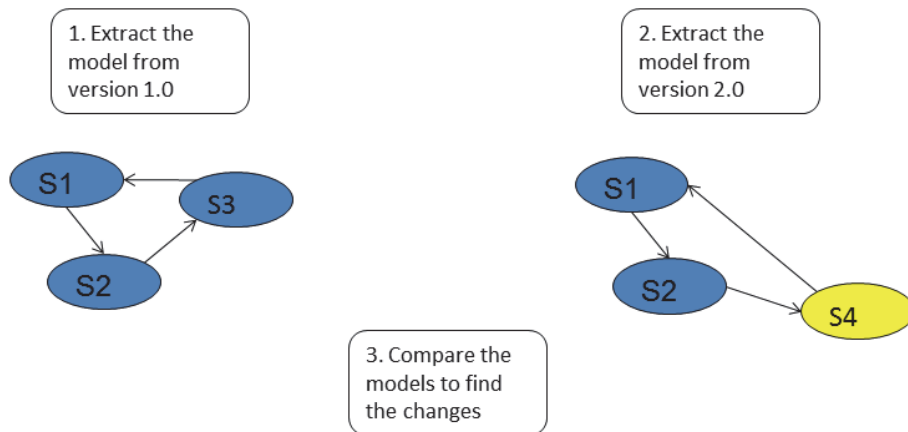 1. Extract the
model from
version 1.0
2. Extract the
model from
version 2.0
S1
S3
S2
S1
S2
S4
3. Compare the
models to find
the changes